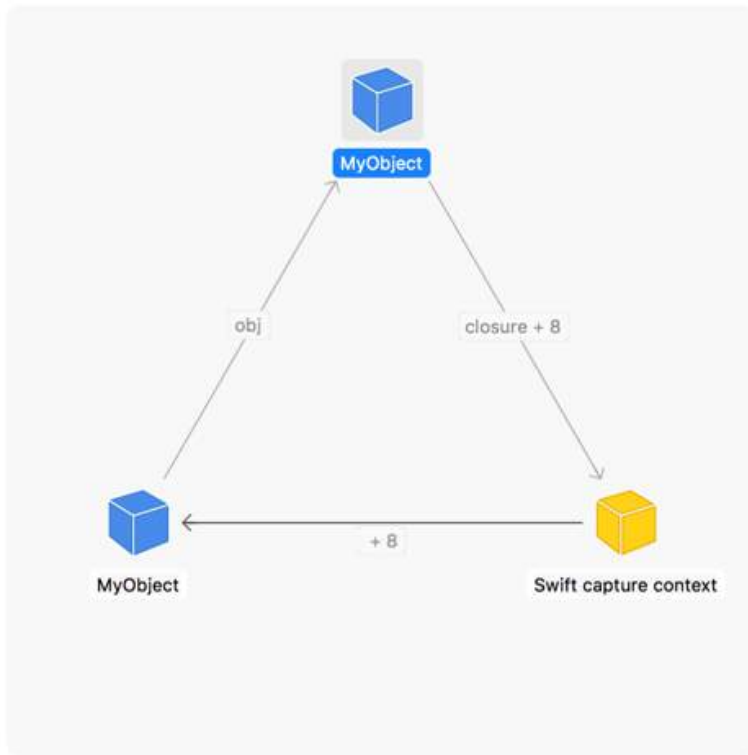 MyObject
obj
closure + 8
+ 8
MyObject
Swift capture context